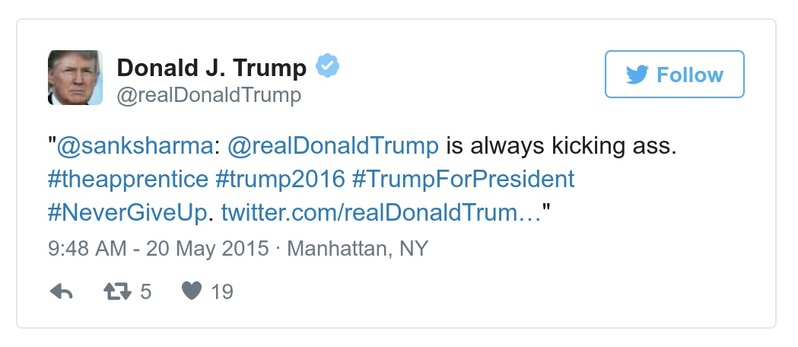 Donald J. Trump
@realDonaldTrump
Follow
"@sanksharma: @realDonaldTrump is always kicking ass.
#theapprentice #trump2016 #TrumpForPresident
#NeverGiveUp. twitter.com/realDonaldTrum…"
9:48 AM - 20 May 2015 · Manhattan, NY
5 19